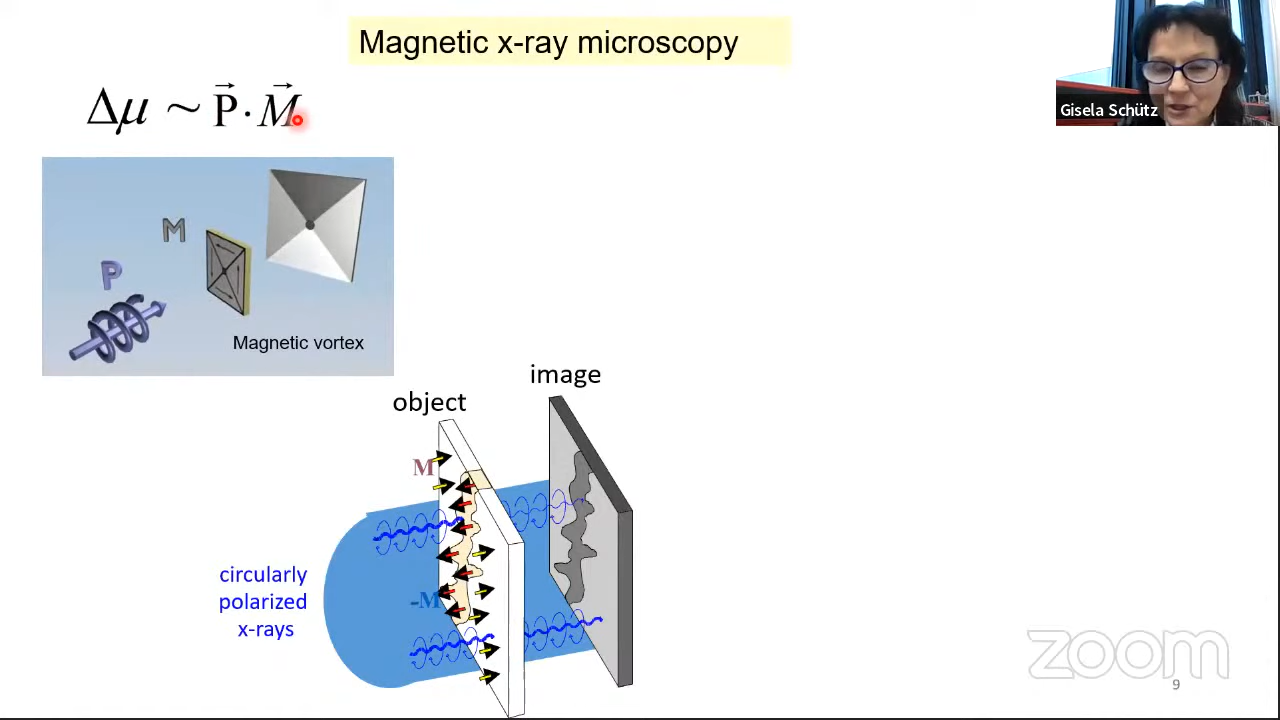 Magnetic x-ray microscopy
Δμ ~ P⃗ · M⃗
Gisela Schütz
M
P
Magnetic vortex
image
object
M
circularly
polarized
x-rays
-M
zoom
9